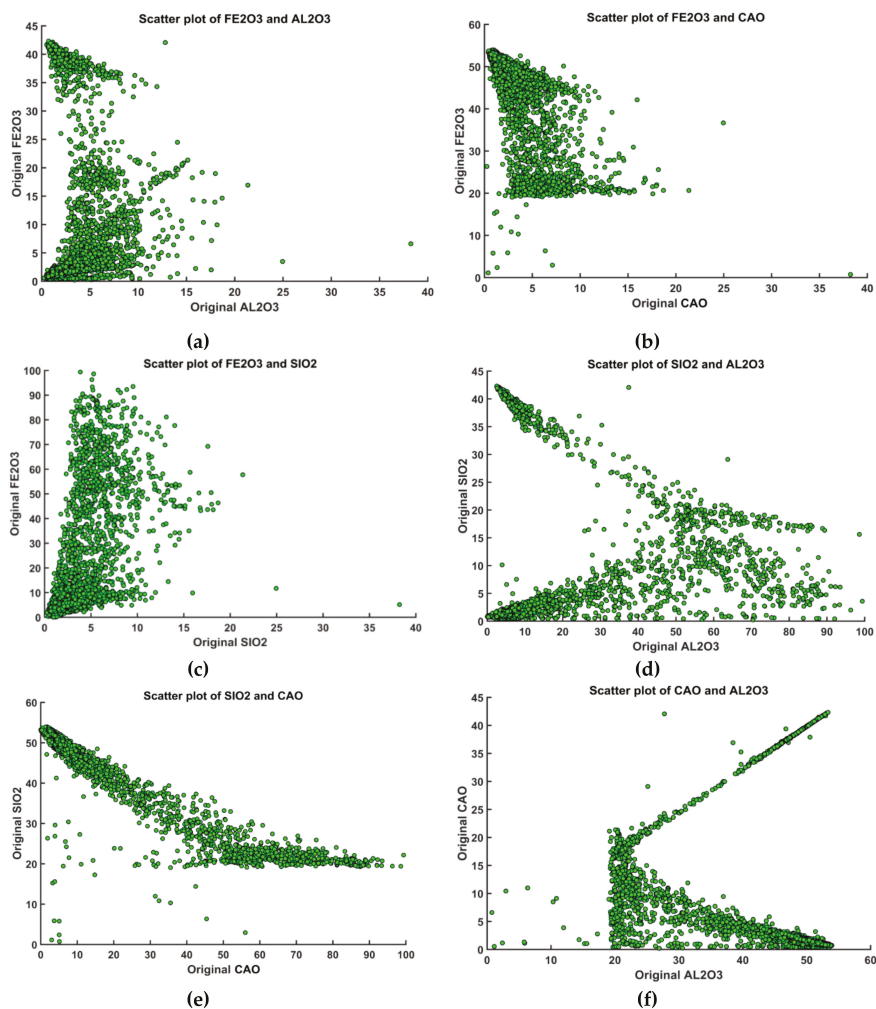 Scatter plot of FE2O3 and AL2O3
45
40
35
30
25
20
15
10
5
0
Original FE2O3
0 5 10 15 20 25 30 35 40
Original AL2O3
(a)
Scatter plot of FE2O3 and CAO
60
50
40
30
20
10
0
Original FE2O3
0 5 10 15 20 25 30 35 40
Original CAO
(b)
Scatter plot of FE2O3 and SIO2
100
90
80
70
60
50
40
30
20
10
0
Original FE2O3
0 5 10 15 20 25 30 35 40
Original SIO2
(c)
Scatter plot of SIO2 and AL2O3
45
40
35
30
25
20
15
10
5
0
Original SIO2
0 10 20 30 40 50 60 70 80 90 100
Original AL2O3
(d)
Scatter plot of SIO2 and CAO
60
50
40
30
20
10
0
Original SIO2
0 10 20 30 40 50 60 70 80 90 100
Original CAO
(e)
Scatter plot of CAO and AL2O3
45
40
35
30
25
20
15
10
5
0
Original CAO
0 10 20 30 40 50 60
Original AL2O3
(f)